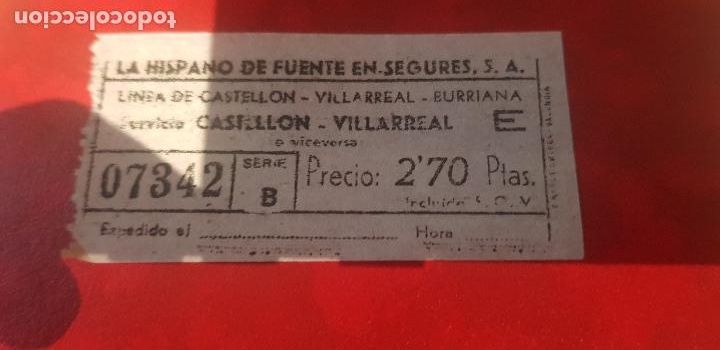 todocoleccion
LA HISPANO DE FUENTE EN-SEGURES, S. A.
LINEA DE CASTELLON - VILLARREAL - BURRIANA
Servicio CASTELLON - VILLARREAL E
o viceversa
07342 SERIE B Precio: 2'70 Ptas.
Incluido S. O. V.
Expedido el Hora